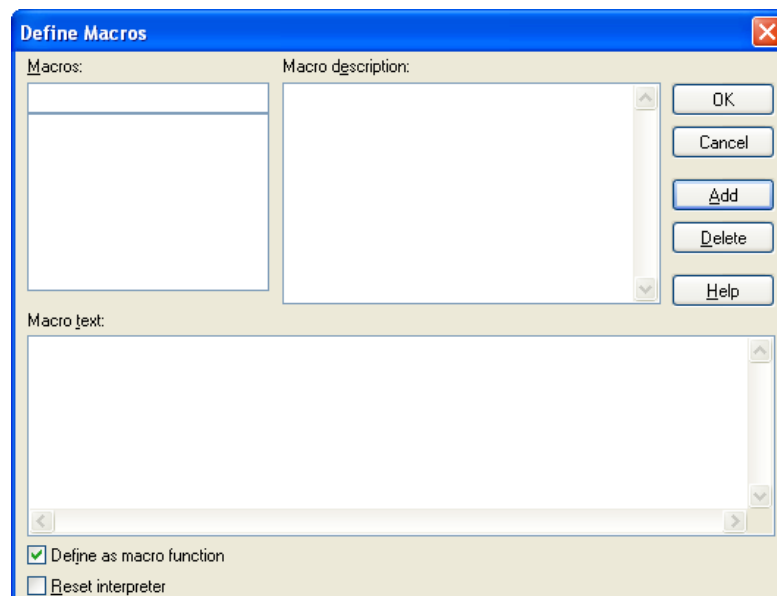 Define Macros
Macros:
Macro description:
OK
Cancel
Add
Delete
Help
Macro text:
Define as macro function
Reset interpreter